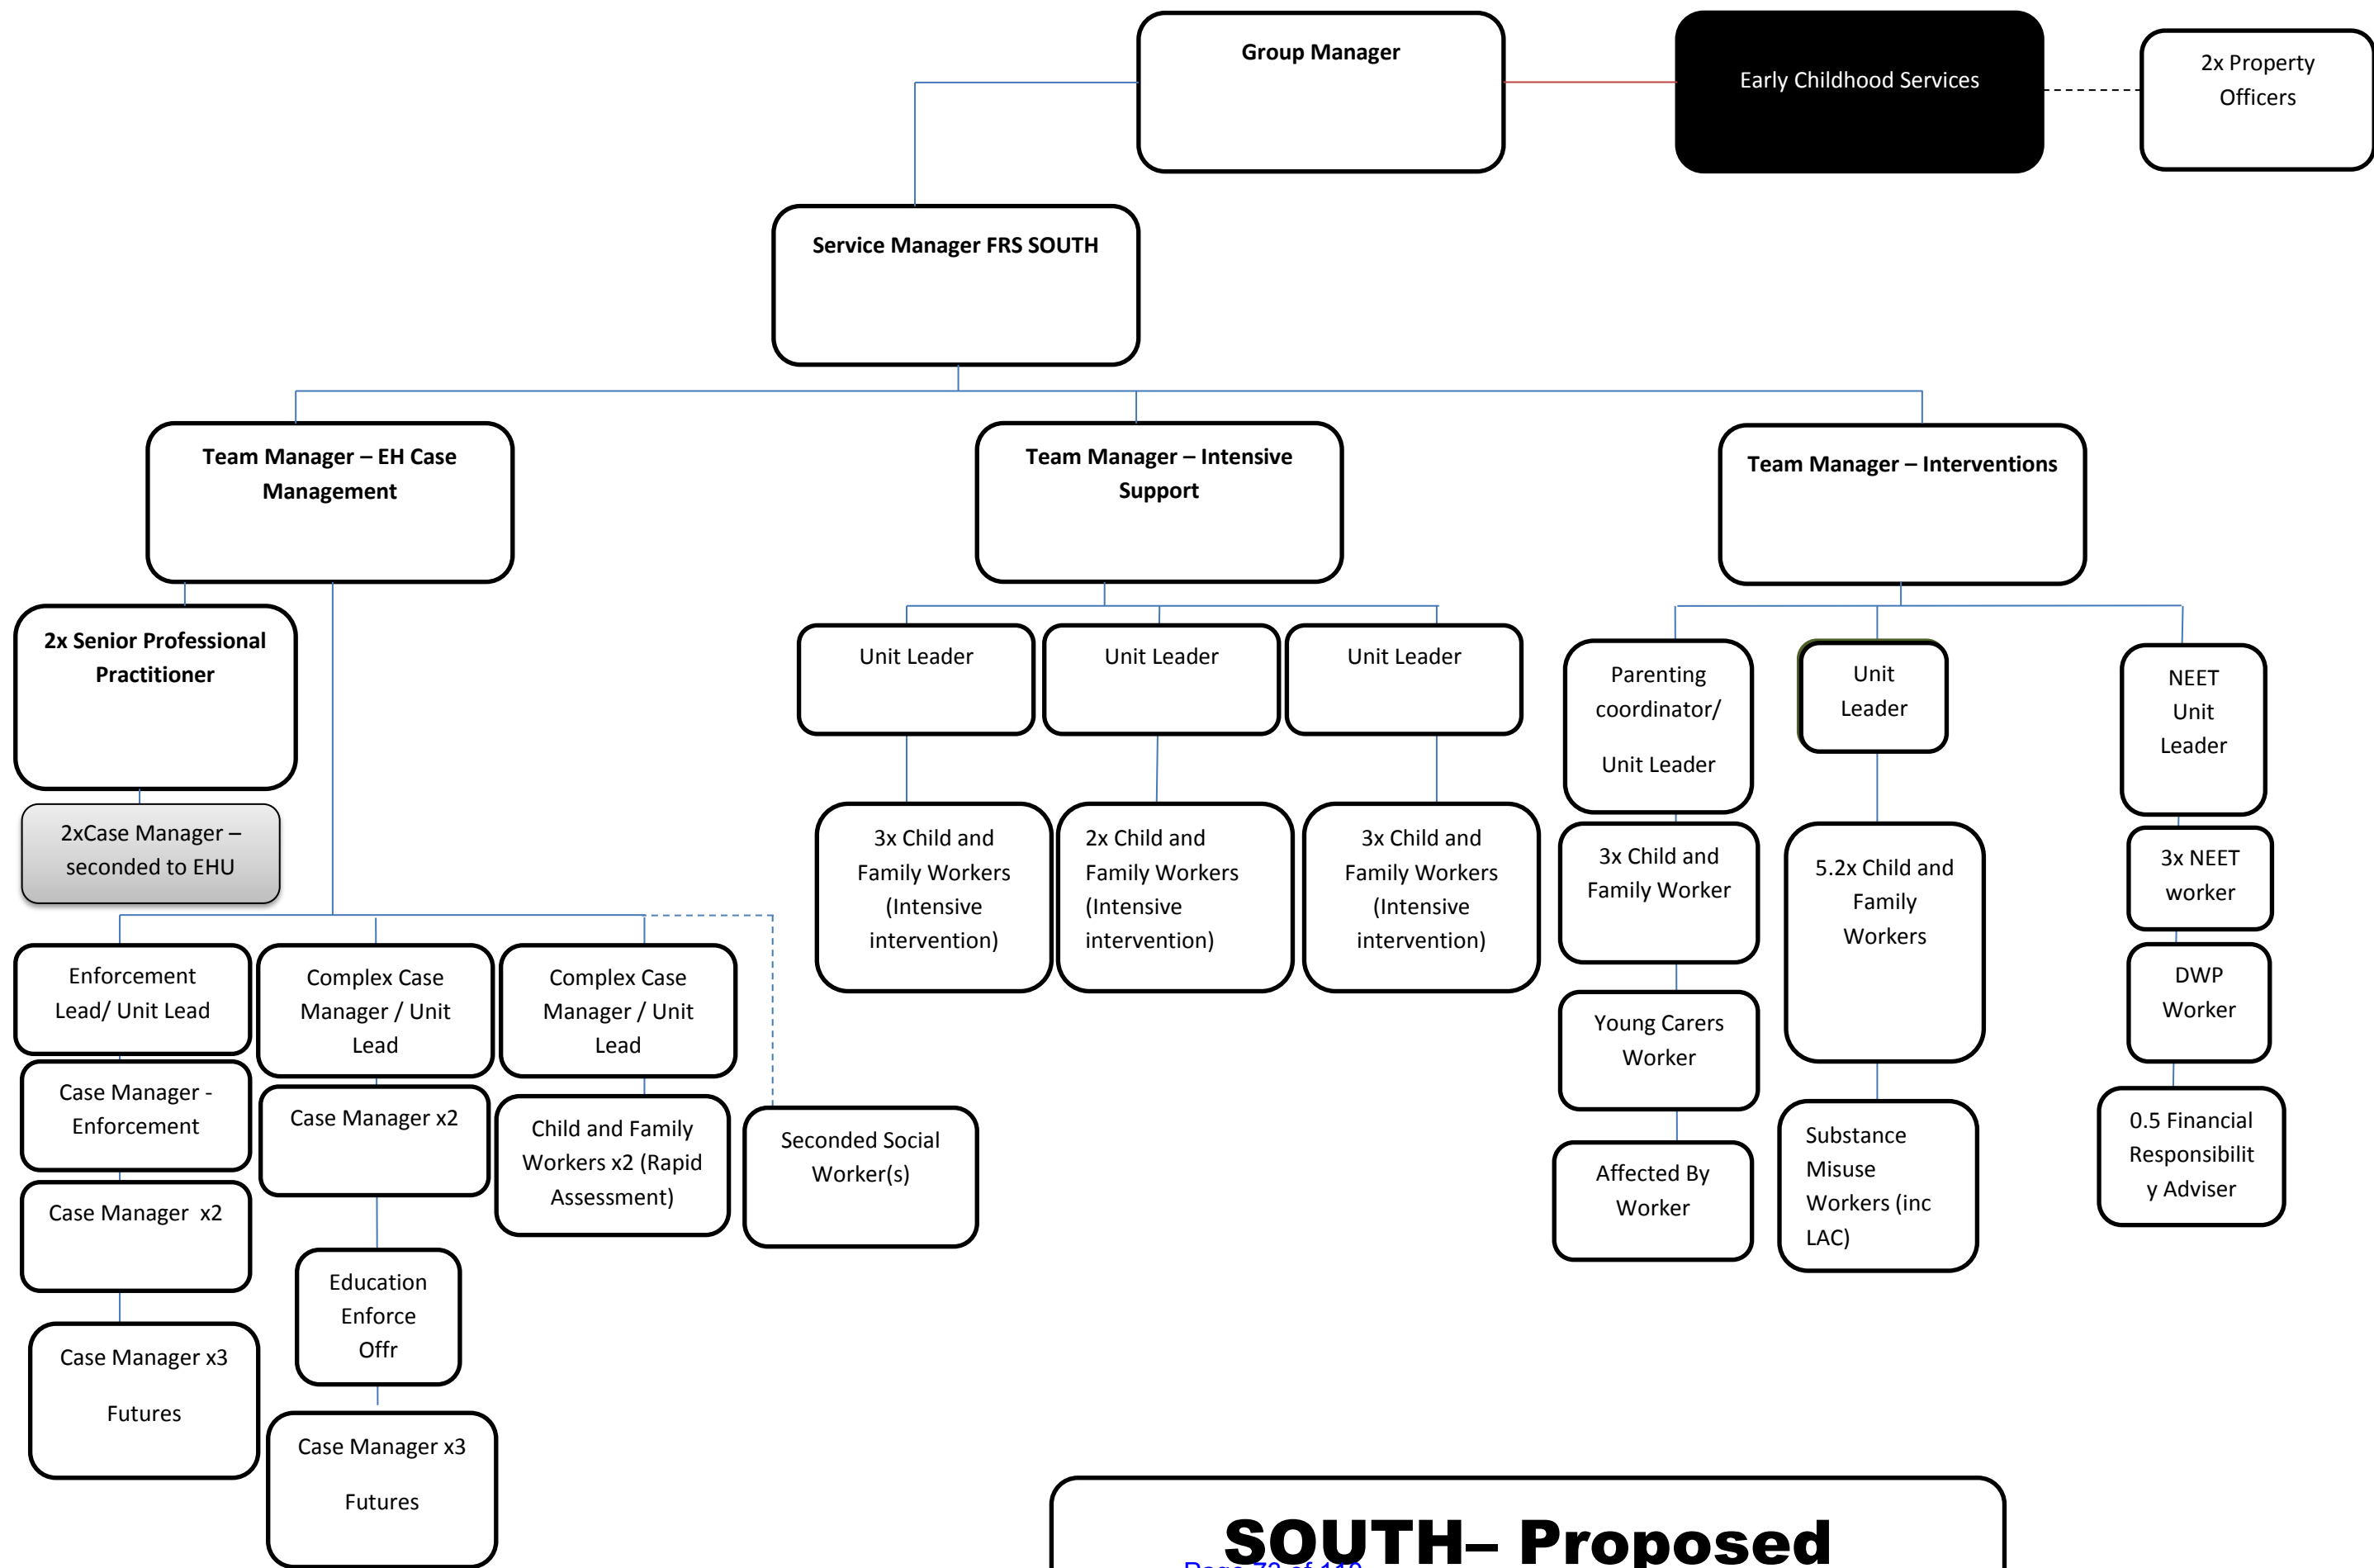 Group Manager
Early Childhood Services
2x Property
Officers
Service Manager FRS SOUTH
Team Manager – EH Case
Management
Team Manager – Intensive
Support
Team Manager – Interventions
2x Senior Professional
Practitioner
2xCase Manager –
seconded to EHU
Unit Leader
Unit Leader
Unit Leader
Parenting
coordinator/
Unit Leader
Unit
Leader
NEET
Unit
Leader
3x Child and
Family Workers
(Intensive
intervention)
2x Child and
Family Workers
(Intensive
intervention)
3x Child and
Family Workers
(Intensive
intervention)
3x Child and
Family Worker
5.2x Child and
Family
Workers
3x NEET
worker
DWP
Worker
Enforcement
Lead/ Unit Lead
Complex Case
Manager / Unit
Lead
Complex Case
Manager / Unit
Lead
Case Manager -
Enforcement
Case Manager x2
Child and Family
Workers x2 (Rapid
Assessment)
Seconded Social
Worker(s)
Young Carers
Worker
Affected By
Worker
Substance
Misuse
Workers (inc
LAC)
0.5 Financial
Responsibilit
y Adviser
Case Manager  x2
Education
Enforce
Offr
Case Manager x3
Futures
Case Manager x3
Futures
SOUTH– Proposed
Page 73 of 110